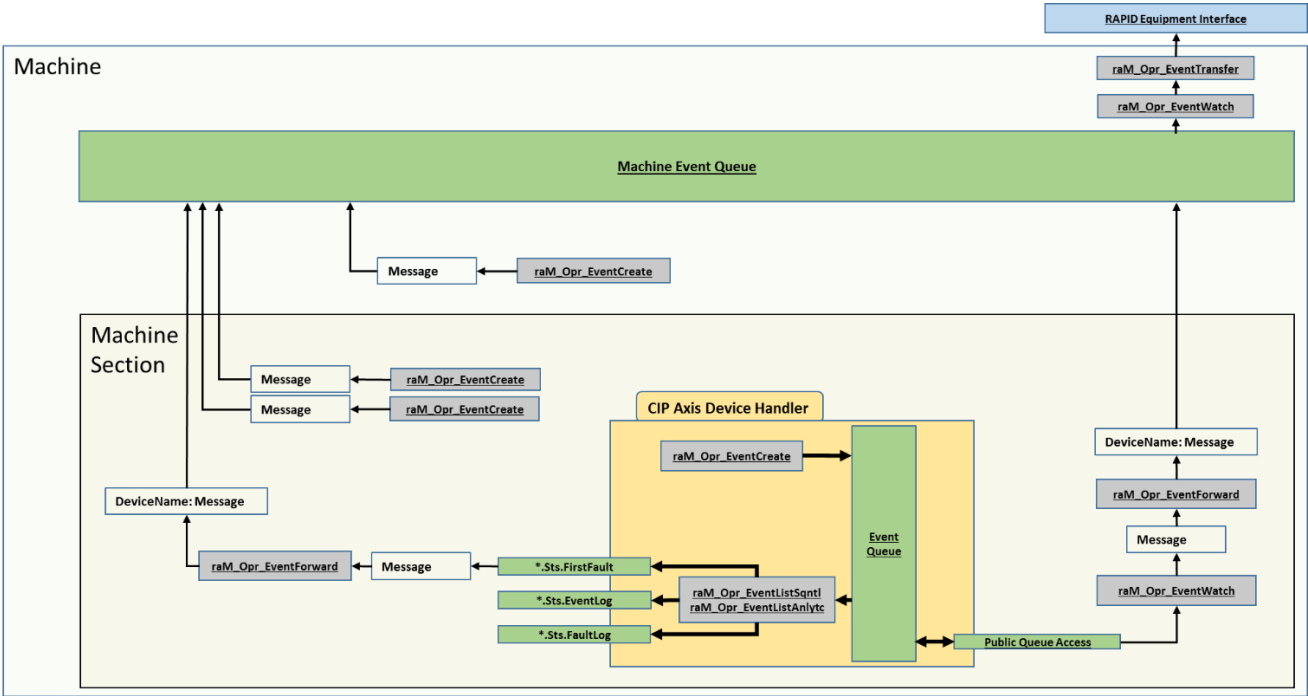 RAPID Equipment Interface
Machine
raM_Opr_EventTransfer
raM_Opr_EventWatch
Machine Event Queue
Message
raM_Opr_EventCreate
Machine
Section
Message
raM_Opr_EventCreate
Message
raM_Opr_EventCreate
CIP Axis Device Handler
raM_Opr_EventCreate
DeviceName: Message
DeviceName: Message
raM_Opr_EventForward
Event
Queue
Message
raM_Opr_EventForward
Message
*.Sts.FirstFault
raM_Opr_EventListSqntl
raM_Opr_EventListAnlytc
raM_Opr_EventWatch
*.Sts.EventLog
*.Sts.FaultLog
Public Queue Access